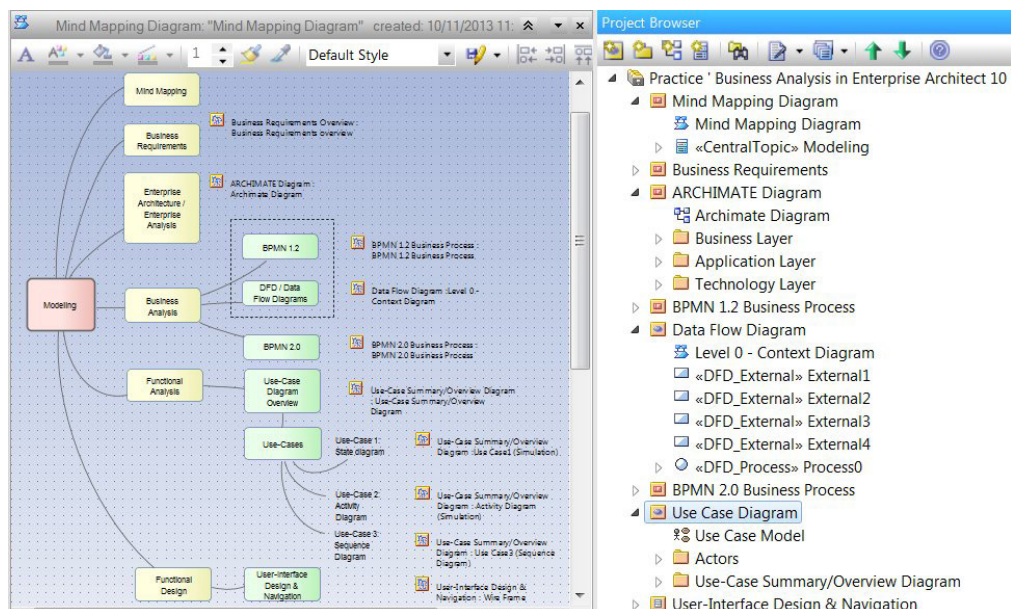 Mind Mapping Diagram: "Mind Mapping Diagram" created: 10/11/2013 11:
1
Default Style
Mind Mapping
Business
Requirements
Business Requirements Overview :
Business Requirements overview
Enterprise
Architecture /
Enterprise
Analysis
ARCHIMATE Diagram :
Archimate Diagram
BPMN 1.2
BPMN 1.2 Business Process :
BPMN 1.2 Business Process
Modeling
Business
Analysis
DFD / Data
Flow Diagrams
Data Flow Diagram :Level 0 -
Context Diagram
BPMN 2.0
BPMN 2.0 Business Process :
BPMN 2.0 Business Process
Functional
Analysis
Use-Case
Diagram
Overview
Use-Case Summary/Overview Diagram
: Use-Case Summary/Overview
Diagram
Use-Cases
Use-Case 1:
State diagram
Use-Case Summary/Overview
Diagram :Use Case1 (Simulation)
Use-Case 2:
Activity
Diagram
Use-Case Summary/Overview
Diagram : Activity Diagram
(Simulation)
Use-Case 3:
Sequence
Diagram
Use-Case Summary/Overview
Diagram : Use Case3 (Sequence
Diagram)
Functional
Design
User-Interface
Design &
Navigation
User-Interface Design &
Navigation : Wire Frame
Project Browser
Practice ' Business Analysis in Enterprise Architect 10
Mind Mapping Diagram
Mind Mapping Diagram
«CentralTopic» Modeling
Business Requirements
ARCHIMATE Diagram
Archimate Diagram
Business Layer
Application Layer
Technology Layer
BPMN 1.2 Business Process
Data Flow Diagram
Level 0 - Context Diagram
«DFD_External» External1
«DFD_External» External2
«DFD_External» External3
«DFD_External» External4
«DFD_Process» Process0
BPMN 2.0 Business Process
Use Case Diagram
Use Case Model
Actors
Use-Case Summary/Overview Diagram
User-Interface Design & Navigation